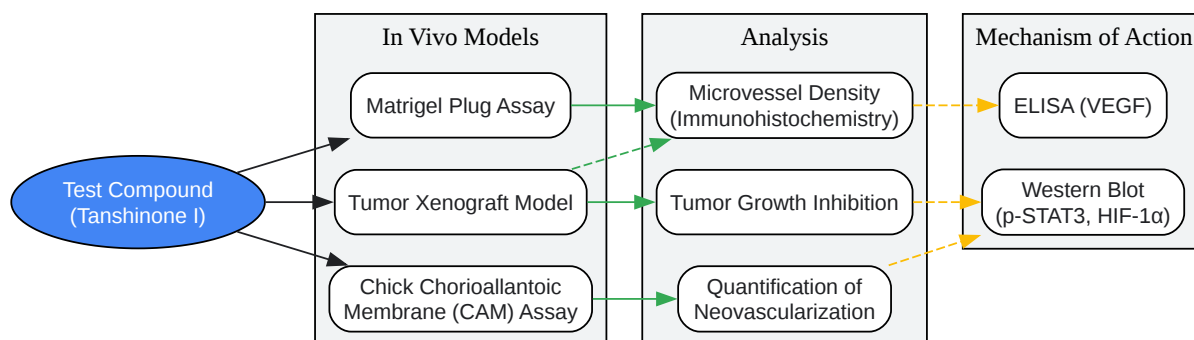 In Vivo Models
Analysis
Mechanism of Action
Matrigel Plug Assay
Microvessel Density
(Immunohistochemistry)
ELISA (VEGF)
Test Compound
(Tanshinone I)
Tumor Xenograft Model
Tumor Growth Inhibition
Western Blot
(p-STAT3, HIF-1α)
Chick Chorioallantoic
Membrane (CAM) Assay
Quantification of
Neovascularization